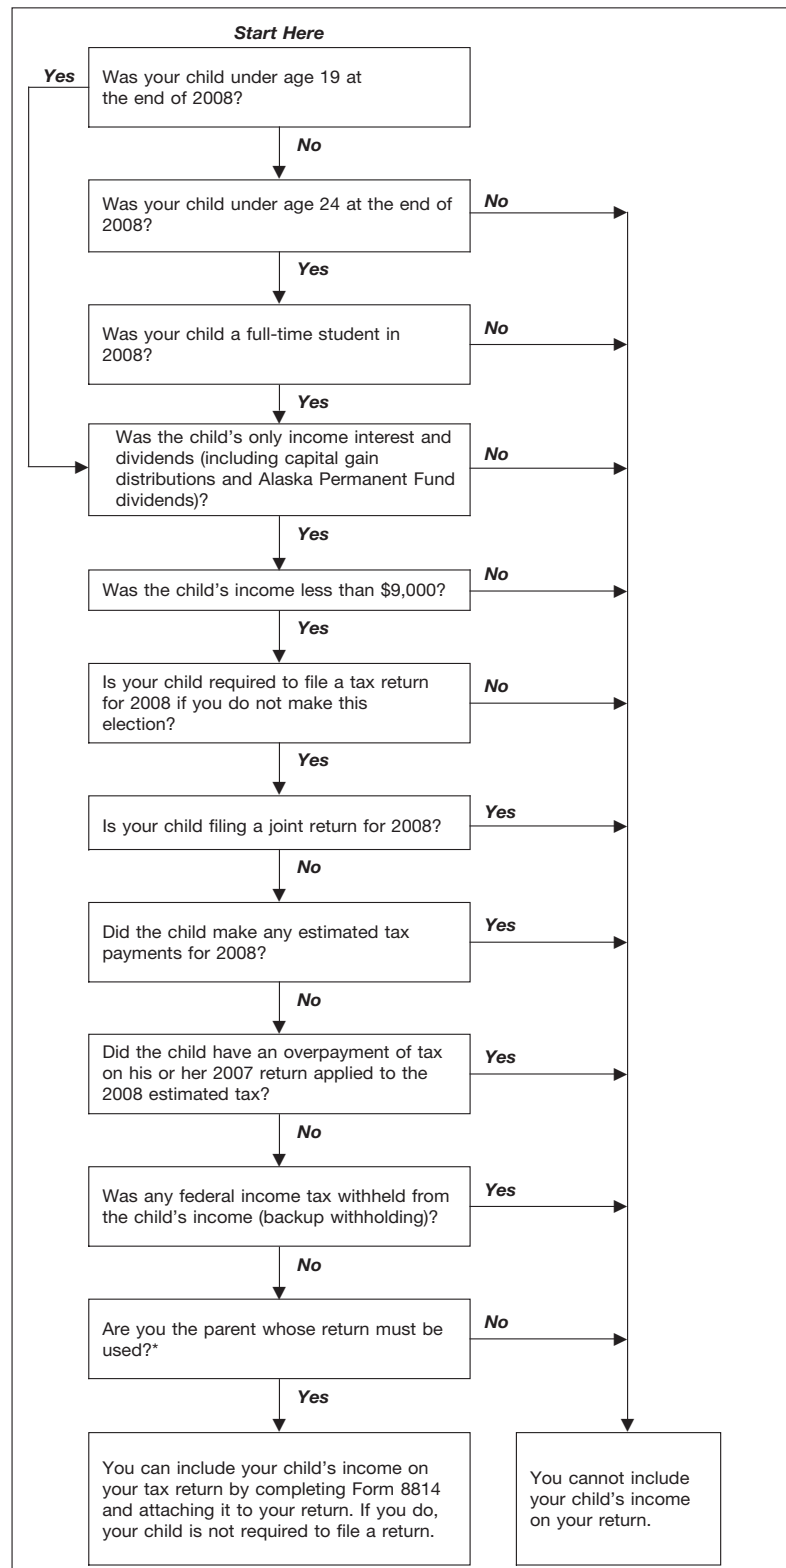 Start Here
Yes
Was your child under age 19 at
the end of 2008?
No
Was your child under age 24 at the end of
2008?
No
Yes
Was your child a full-time student in
2008?
No
Yes
Was the child's only income interest and
dividends (including capital gain
distributions and Alaska Permanent Fund
dividends)?
No
Yes
Was the child's income less than $9,000?
No
Yes
Is your child required to file a tax return
for 2008 if you do not make this
election?
No
Yes
Is your child filing a joint return for 2008?
Yes
No
Did the child make any estimated tax
payments for 2008?
Yes
No
Did the child have an overpayment of tax
on his or her 2007 return applied to the
2008 estimated tax?
Yes
No
Was any federal income tax withheld from
the child's income (backup withholding)?
Yes
No
Are you the parent whose return must be
used?*
No
Yes
You can include your child's income on
your tax return by completing Form 8814
and attaching it to your return. If you do,
your child is not required to file a return.
You cannot include
your child's income
on your return.